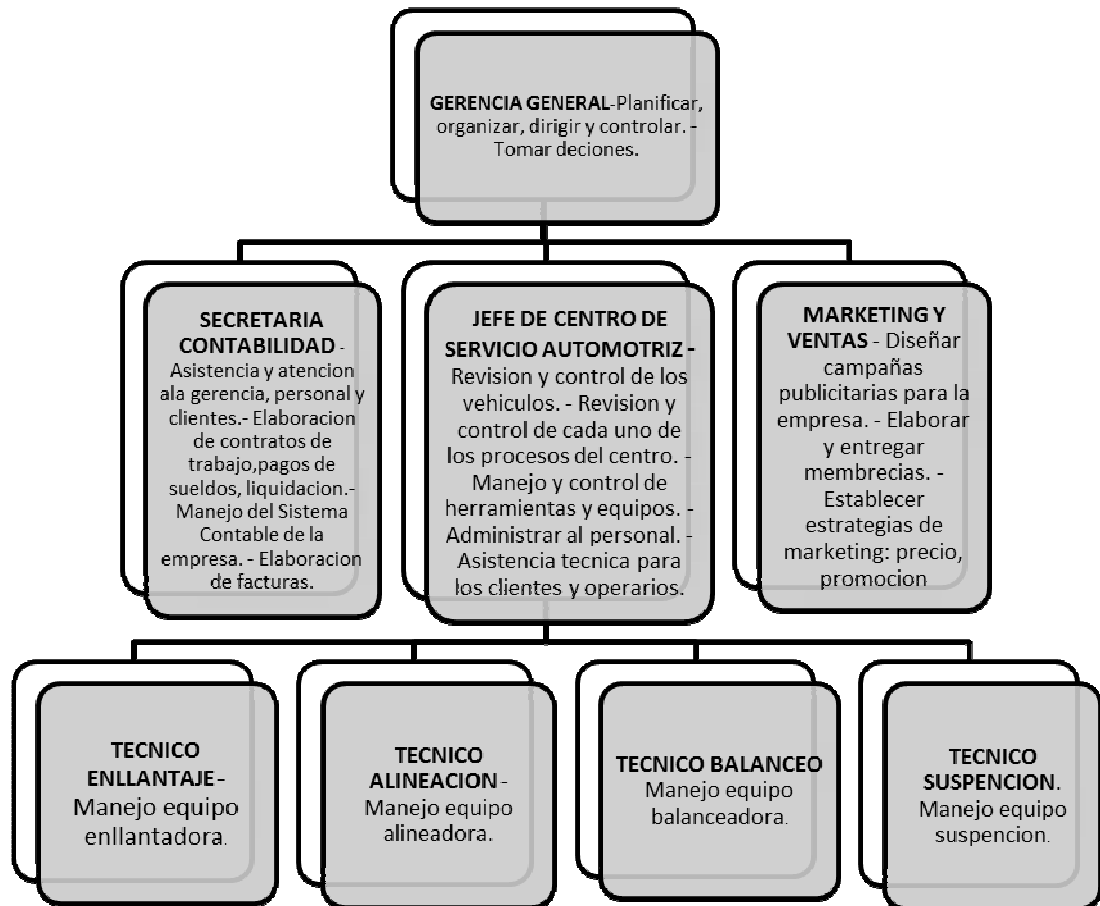 GERENCIA GENERAL-Planificar,
organizar, dirigir y controlar. -
Tomar deciones.
SECRETARIA
CONTABILIDAD -
Asistencia y atencion
ala gerencia, personal y
clientes.- Elaboracion
de contratos de
trabajo,pagos de
sueldos, liquidacion.-
Manejo del Sistema
Contable de la
empresa. - Elaboracion
de facturas.
JEFE DE CENTRO DE
SERVICIO AUTOMOTRIZ -
Revision y control de los
vehiculos. - Revision y
control de cada uno de
los procesos del centro. -
Manejo y control de
herramientas y equipos. -
Administrar al personal. -
Asistencia tecnica para
los clientes y operarios.
MARKETING Y
VENTAS - Diseñar
campañas
publicitarias para la
empresa. - Elaborar
y entregar
membrecias. -
Establecer
estrategias de
marketing: precio,
promocion
TECNICO
ENLLANTAJE -
Manejo equipo
enllantadora.
TECNICO
ALINEACION -
Manejo equipo
alineadora.
TECNICO BALANCEO
Manejo equipo
balanceadora.
TECNICO
SUSPENCION.
Manejo equipo
suspencion.